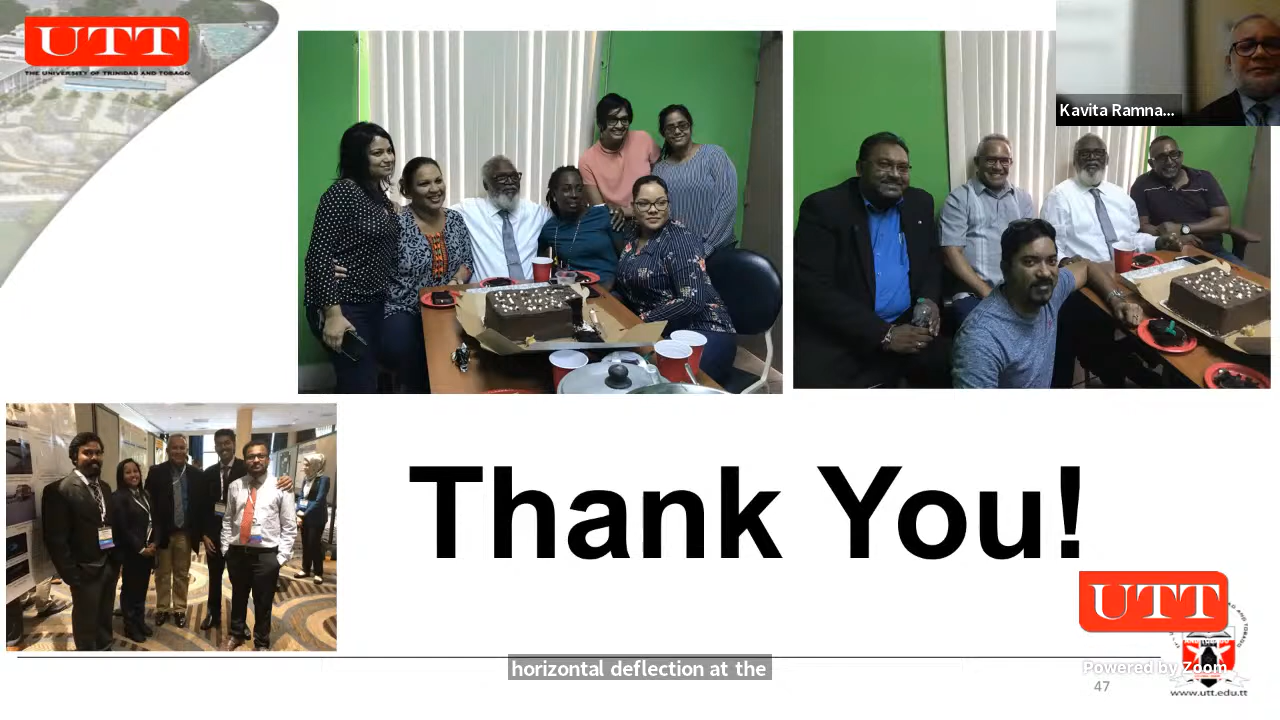 UTT
THE UNIVERSITY OF TRINIDAD AND TOBAGO
Kavita Ramna...
Thank You!
UTT
horizontal deflection at the
Powered by Zoom
47
www.utt.edu.tt